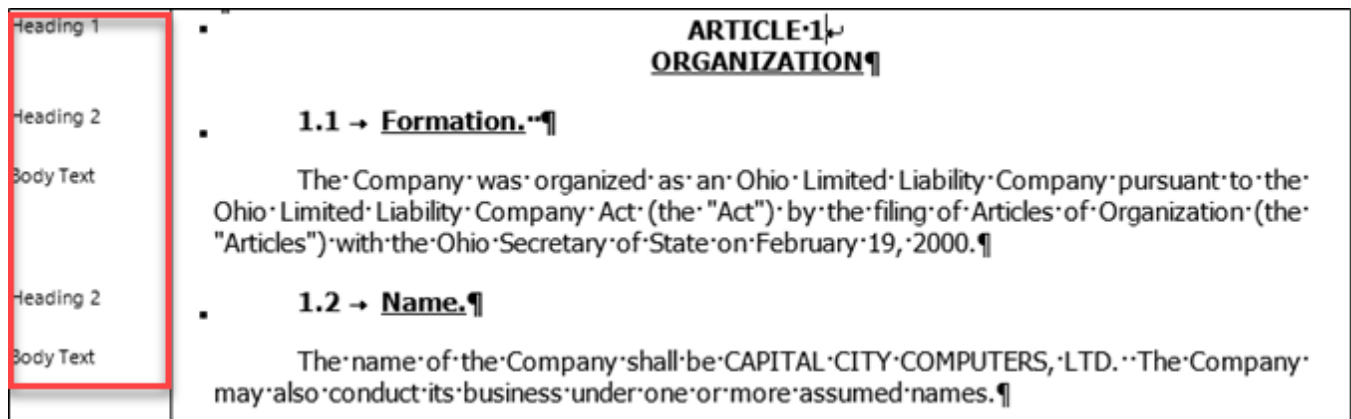 Heading 1
ARTICLE 1
ORGANIZATION
Heading 2
1.1 → Formation.
Body Text
The Company was organized as an Ohio Limited Liability Company pursuant to the
Ohio Limited Liability Company Act (the "Act") by the filing of Articles of Organization (the
"Articles") with the Ohio Secretary of State on February 19, 2000.
Heading 2
1.2 → Name.
Body Text
The name of the Company shall be CAPITAL CITY COMPUTERS, LTD.  The Company
may also conduct its business under one or more assumed names.